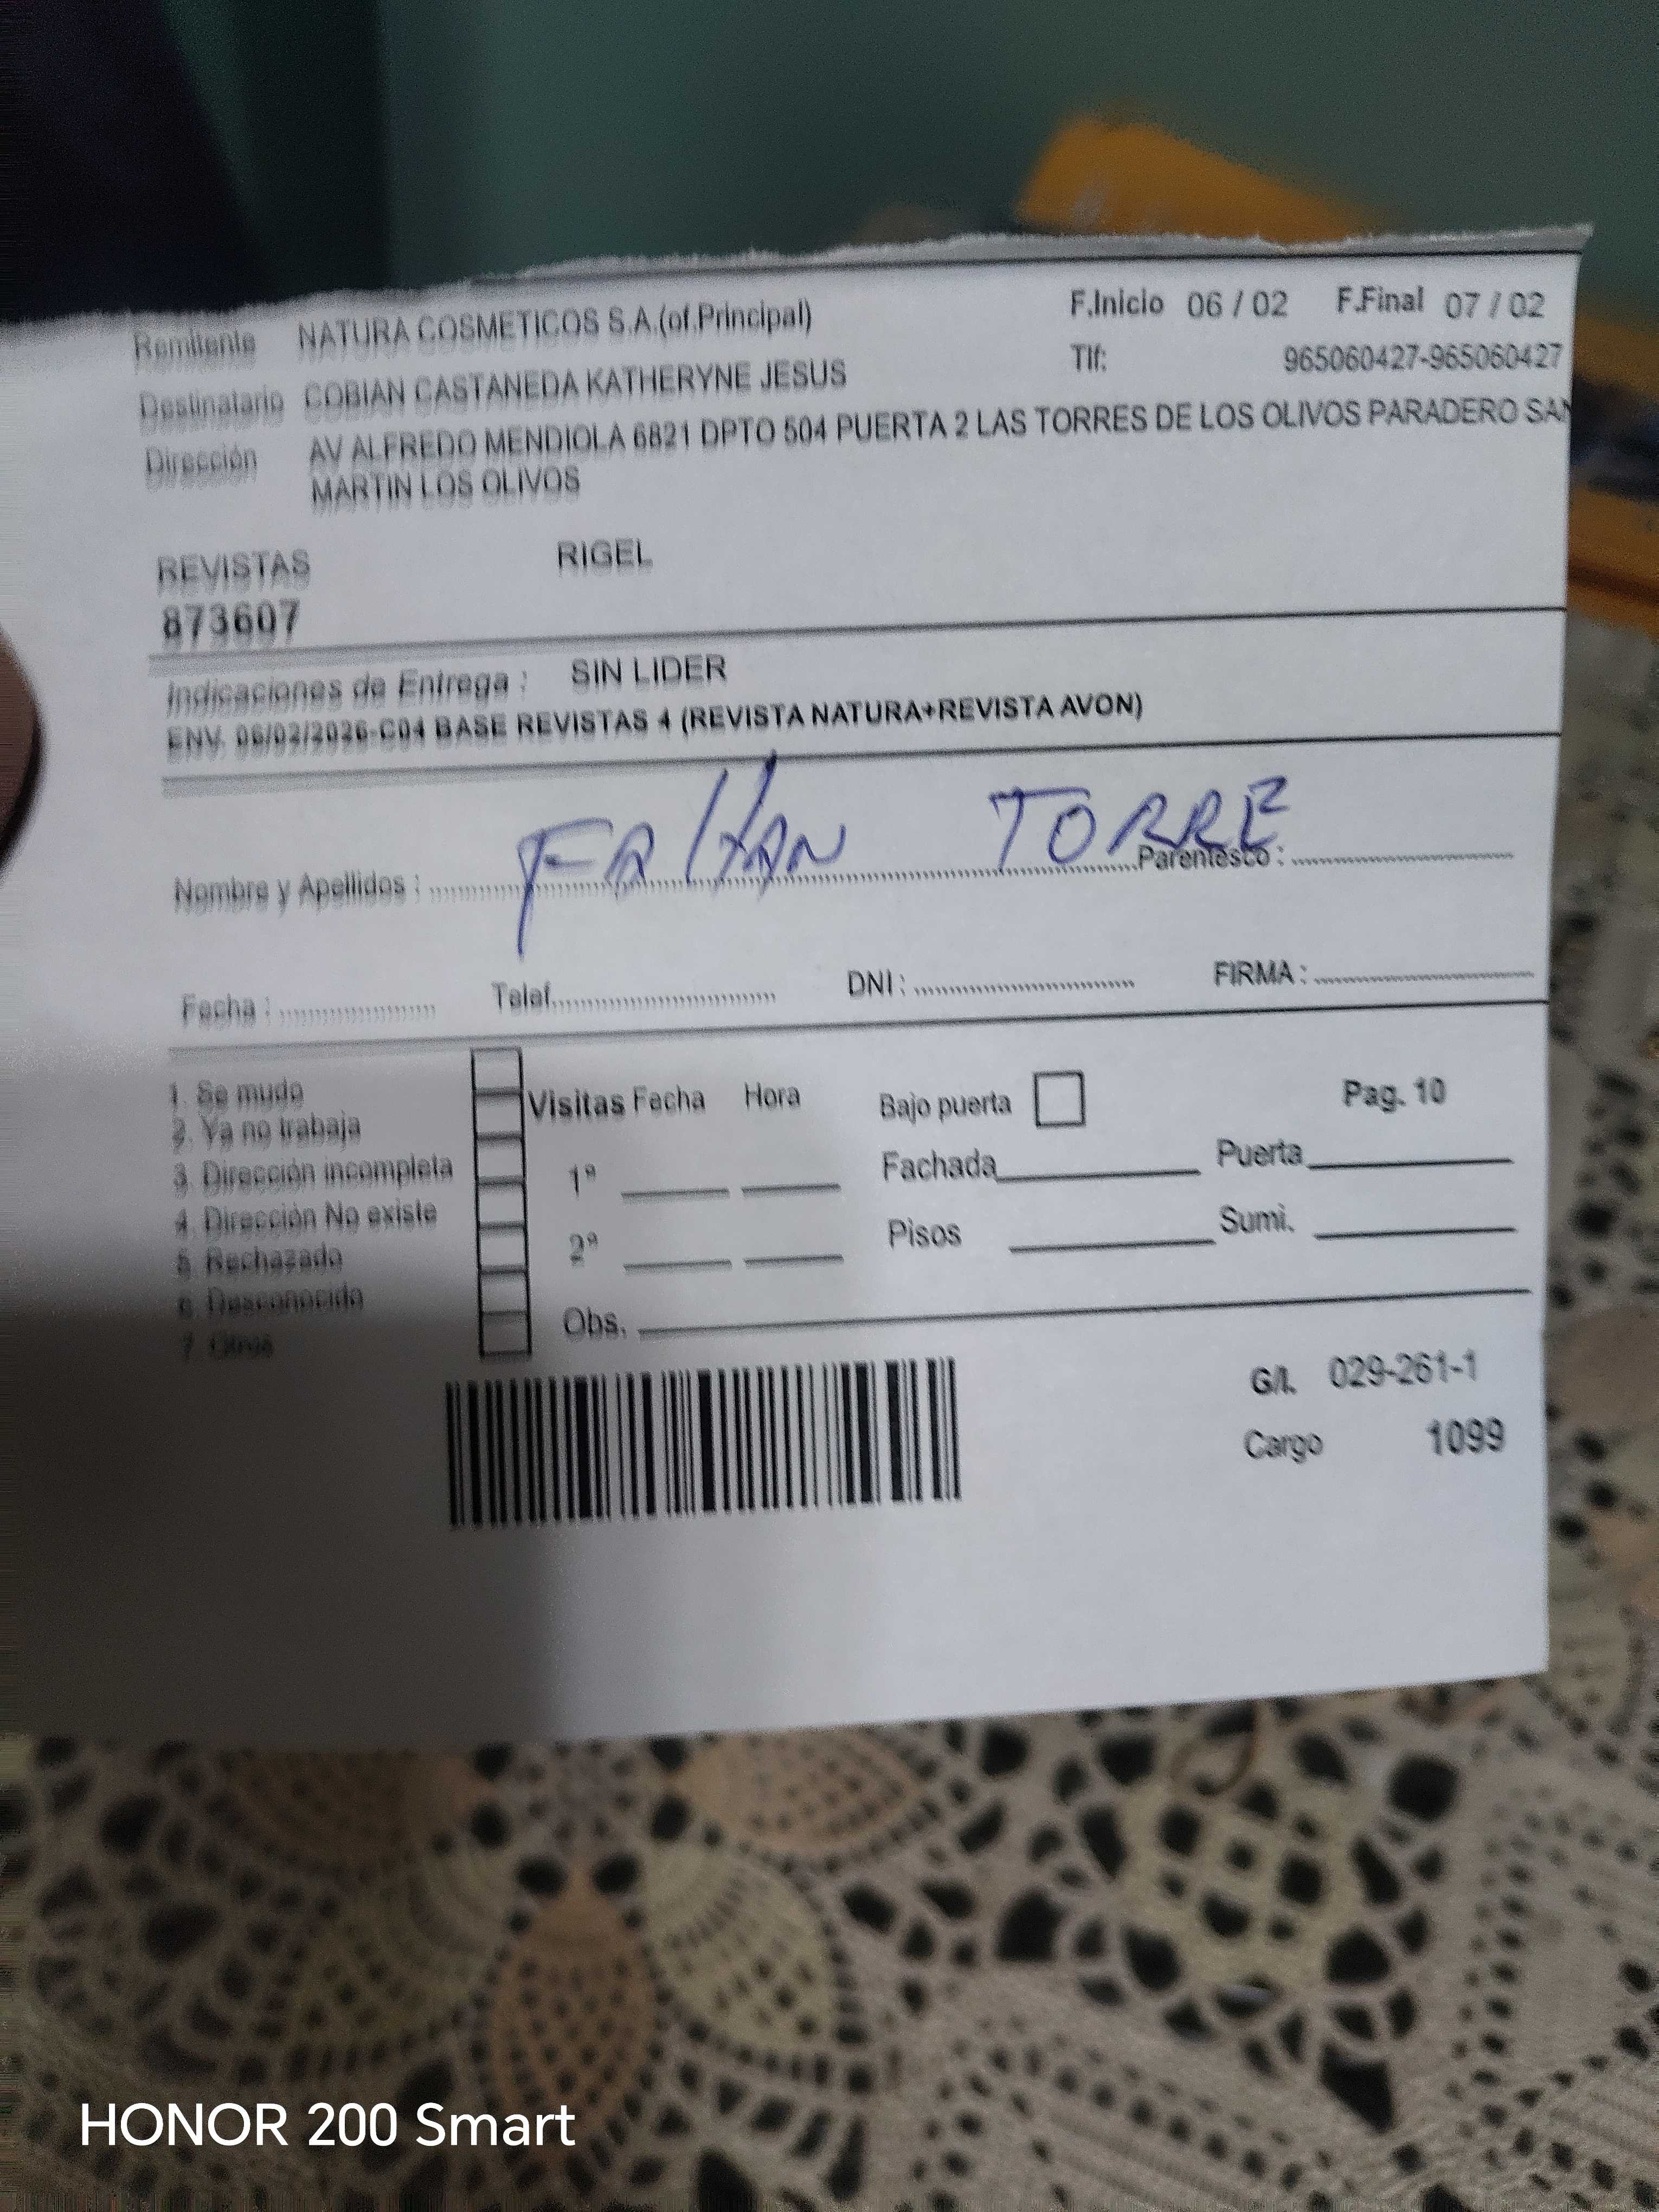 Remitente NATURA COSMETICOS S.A.(of.Principal) F.Inicio 06 / 02 F.Final 07 / 02
Destinatario COBIAN CASTANEDA KATHERYNE JESUS Tlf: 965060427-965060427
Dirección AV ALFREDO MENDIOLA 6821 DPTO 504 PUERTA 2 LAS TORRES DE LOS OLIVOS PARADERO SAN
MARTIN LOS OLIVOS
REVISTAS RIGEL
873607
Indicaciones de Entrega : SIN LIDER
ENV. 06/02/2026-C04 BASE REVISTAS 4 (REVISTA NATURA+REVISTA AVON)
Nombre y Apellidos : TORRE Parentesco :
Fecha : Telef. DNI : FIRMA :
1. Se mudo
2. Ya no trabaja
3. Dirección incompleta
4. Dirección No existe
5. Rechazado
6. Desconocido
7. Otros
Visitas Fecha Hora
1ª
2ª
Obs.
Bajo puerta Pag. 10
Fachada Puerta
Pisos Sumi.
G/l. 029-261-1
Cargo 1099
HONOR 200 Smart